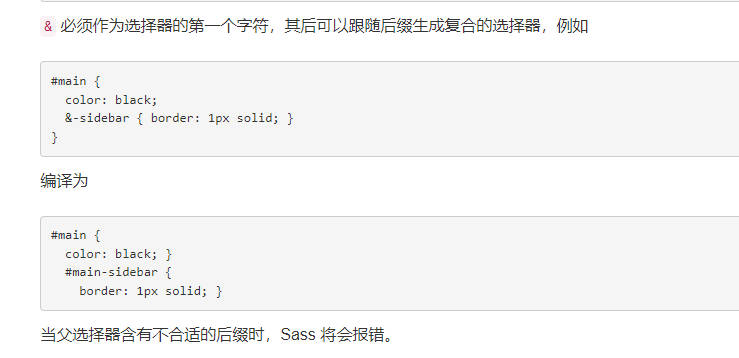 & 必须作为选择器的第一个字符，其后可以跟随后缀生成复合的选择器，例如
#main {
  color: black;
  &-sidebar { border: 1px solid; }
}
编译为
#main {
  color: black; }
  #main-sidebar {
    border: 1px solid; }
当父选择器含有不合适的后缀时，Sass 将会报错。